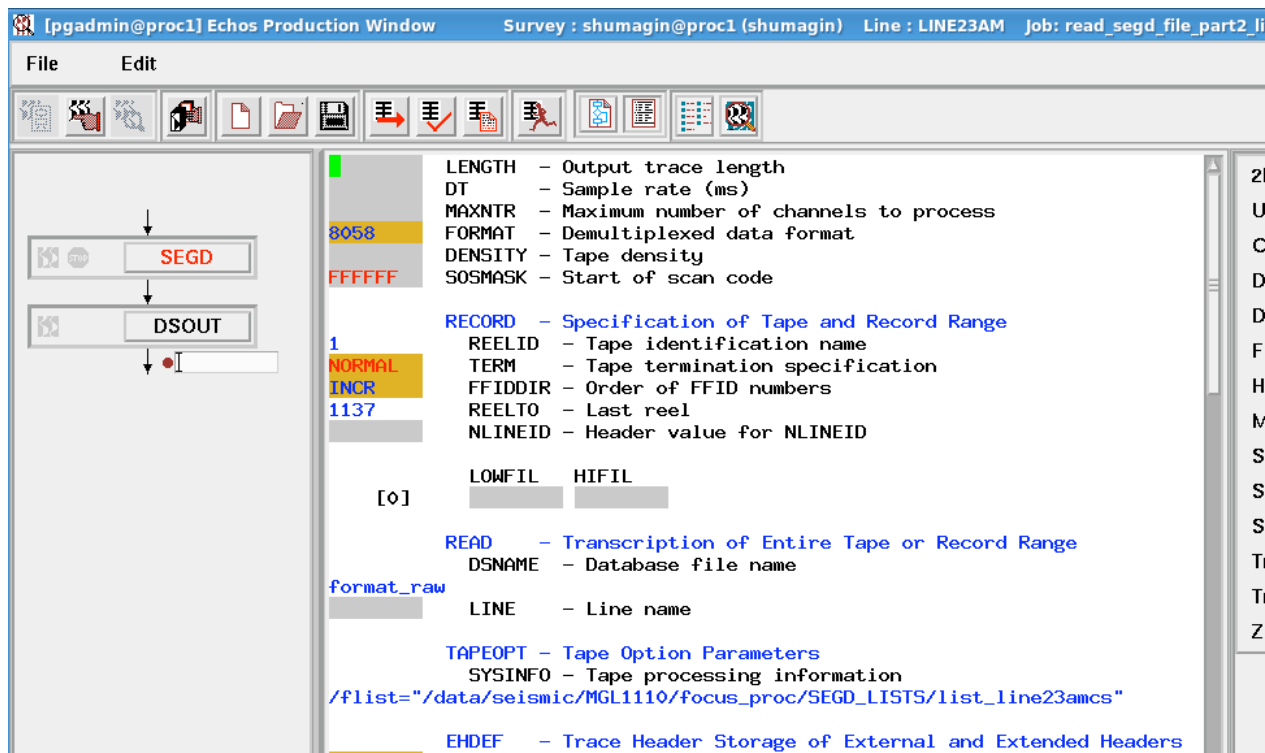 [pgadmin@proc1] Echos Production Window Survey : shumagin@proc1 (shumagin) Line : LINE23AM Job: read_segd_file_part2_li
File Edit
SEGD
STOP
DSOUT
LENGTH – Output trace length
DT – Sample rate (ms)
MAXNTR – Maximum number of channels to process
8058 FORMAT – Demultiplexed data format
DENSITY – Tape density
FFFFFF SOSMASK – Start of scan code
RECORD – Specification of Tape and Record Range
1 REELID – Tape identification name
NORMAL TERM – Tape termination specification
INCR FFIDDIR – Order of FFID numbers
1137 REELTO – Last reel
NLINEID – Header value for NLINEID
LOWFIL HIFIL
[0]
READ – Transcription of Entire Tape or Record Range
DSNAME – Database file name
format_raw
LINE – Line name
TAPEOPT – Tape Option Parameters
SYSINFO – Tape processing information
/flist="/data/seismic/MGL1110/focus_proc/SEGD_LISTS/list_line23amcs"
EHDEF – Trace Header Storage of External and Extended Headers
U
C
D
D
F
H
M
S
S
S
Tr
Tr
Z